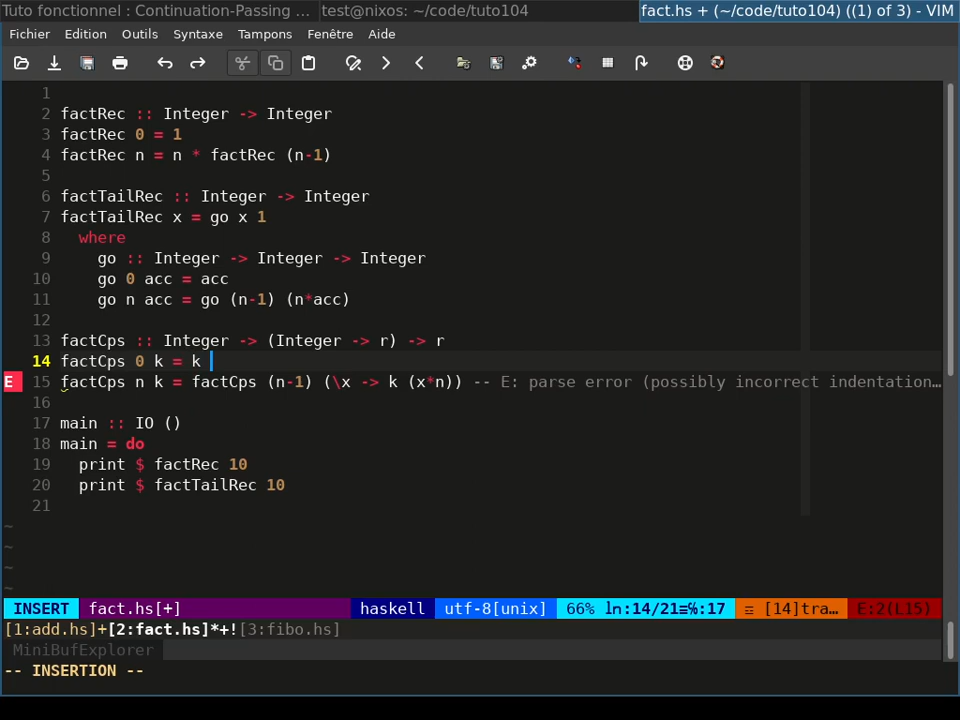 Tuto fonctionnel : Continuation-Passing ... test@nixos: ~/code/tuto104 fact.hs + (~/code/tuto104) ((1) of 3) - VIM
Fichier Edition Outils Syntaxe Tampons Fenêtre Aide
1
2 factRec :: Integer -> Integer
3 factRec 0 = 1
4 factRec n = n * factRec (n-1)
5
6 factTailRec :: Integer -> Integer
7 factTailRec x = go x 1
8   where
9     go :: Integer -> Integer -> Integer
10     go 0 acc = acc
11     go n acc = go (n-1) (n*acc)
12
13 factCps :: Integer -> (Integer -> r) -> r
14 factCps 0 k = k
E 15 factCps n k = factCps (n-1) (\x -> k (x*n)) -- E: parse error (possibly incorrect indentation…
16
17 main :: IO ()
18 main = do
19   print $ factRec 10
20   print $ factTailRec 10
21
~
~
~
~
INSERT fact.hs[+] haskell utf-8[unix] 66% ln:14/21≡℅:17 ☲ [14]tra… E:2(L15)
[1:add.hs]+[2:fact.hs]*+![3:fibo.hs]
MiniBufExplorer
-- INSERTION --